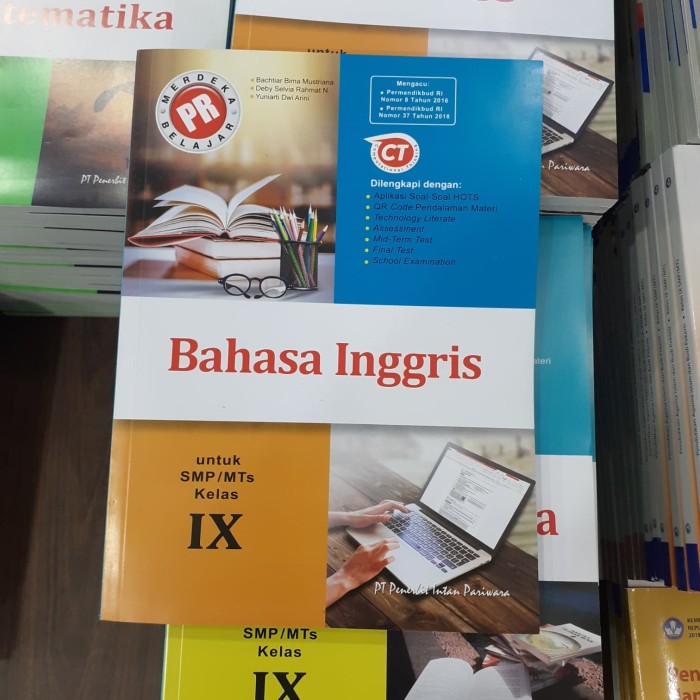 tematika
untuk
PT Penerbit
MERDEKA
BELAJAR
PR
• Bachtiar Bima Mustriana
• Deby Selvia Rahmat N.
• Yuniarti Dwi Arini
Mengacu:
• Permendikbud RI
Nomor 8 Tahun 2016
• Permendikbud RI
Nomor 37 Tahun 2018
CT
Dilengkapi dengan:
• Aplikasi Soal-Soal HOTS
• QR Code Pendalaman Materi
• Technology Literate
• Assessment
• Mid-Term Test
• Final Test
• School Examination
Pariwara
Bahasa Inggris
ateri
untuk
SMP/MTs
Kelas
IX
PT Penerbit Intan Pariwara
a
SMP/MTs
Kelas
IX